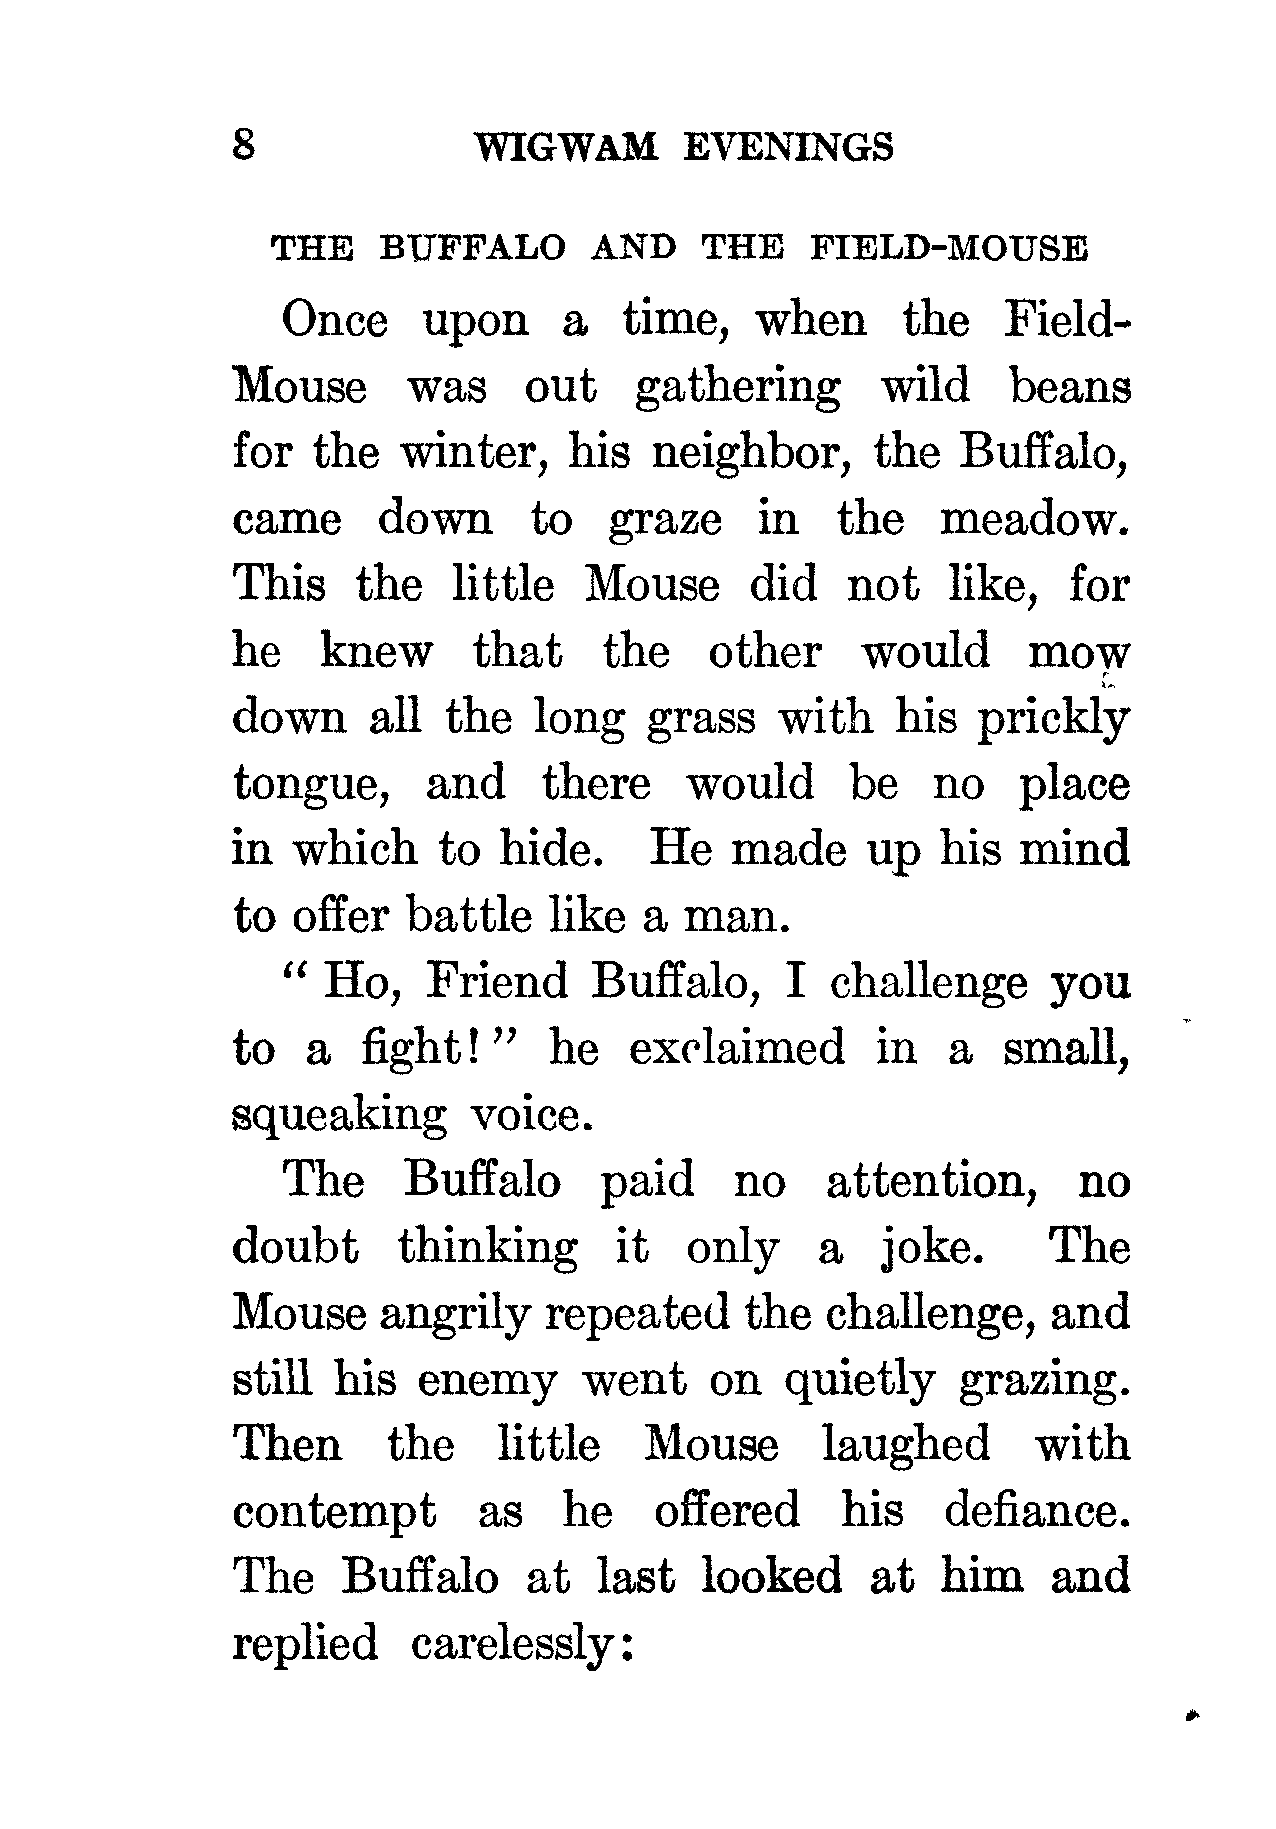 8 WIGWAM EVENINGS
THE BUFFALO AND THE FIELD-MOUSE
Once upon a time, when the Field-
Mouse was out gathering wild beans
for the winter, his neighbor, the Buffalo,
came down to graze in the meadow.
This the little Mouse did not like, for
he knew that the other would mow
down all the long grass with his prickly
tongue, and there would be no place
in which to hide. He made up his mind
to offer battle like a man.
" Ho, Friend Buffalo, I challenge you
to a fight! " he exclaimed in a small,
squeaking voice.
The Buffalo paid no attention, no
doubt thinking it only a joke. The
Mouse angrily repeated the challenge, and
still his enemy went on quietly grazing.
Then the little Mouse laughed with
contempt as he offered his defiance.
The Buffalo at last looked at him and
replied carelessly: